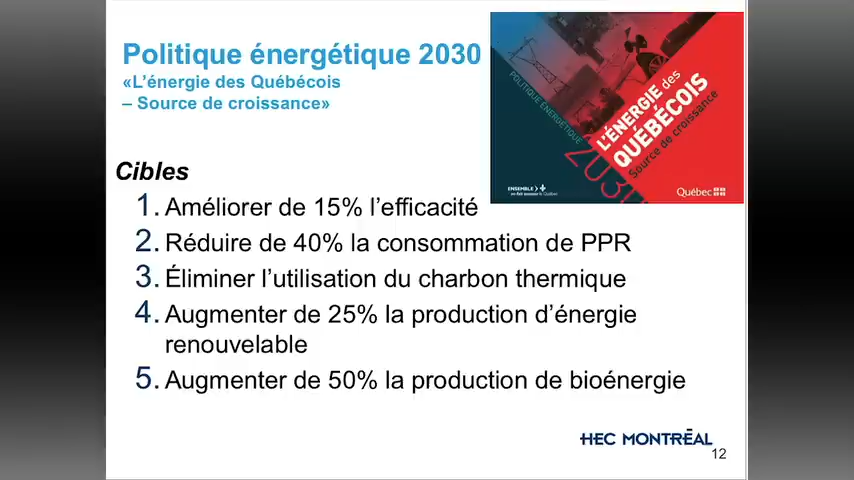 Politique énergétique 2030
«L’énergie des Québécois
– Source de croissance»
POLITIQUE ÉNERGÉTIQUE
2030
L’ÉNERGIE des
QUÉBÉCOIS
Source de croissance
ENSEMBLE
Québec
Cibles
1. Améliorer de 15% l’efficacité
2. Réduire de 40% la consommation de PPR
3. Éliminer l’utilisation du charbon thermique
4. Augmenter de 25% la production d’énergie
renouvelable
5. Augmenter de 50% la production de bioénergie
HEC MONTRÉAL
12